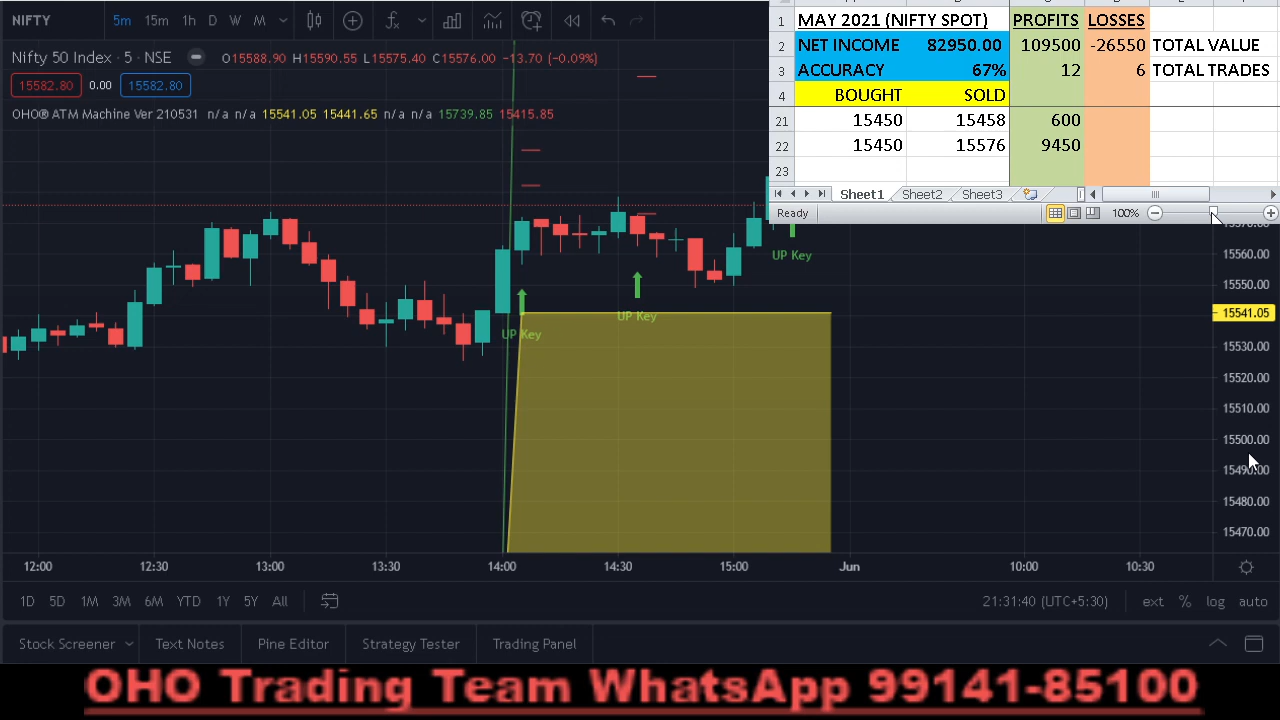 NIFTY 5m 15m 1h D W M
Nifty 50 Index · 5 · NSE O15588.90 H15590.55 L15575.40 C15576.00 −13.70 (−0.09%)
15582.80 0.00 15582.80
OHO® ATM Machine Ver 210531 n/a n/a 15541.05 15441.65 n/a n/a 15739.85 15415.85
1 MAY 2021 (NIFTY SPOT) PROFITS LOSSES
2 NET INCOME 82950.00 109500 -26550 TOTAL VALUE
3 ACCURACY 67% 12 6 TOTAL TRADES
4 BOUGHT SOLD
21 15450 15458 600
22 15450 15576 9450
23
Sheet1 Sheet2 Sheet3
Ready 100%
UP Key
UP Key
UP Key
15560.00
15550.00
15541.05
15530.00
15520.00
15510.00
15500.00
15490.00
15480.00
15470.00
12:00 12:30 13:00 13:30 14:00 14:30 15:00 Jun 10:00 10:30
1D 5D 1M 3M 6M YTD 1Y 5Y All 21:31:40 (UTC+5:30) ext % log auto
Stock Screener Text Notes Pine Editor Strategy Tester Trading Panel
OHO Trading Team WhatsApp 99141-85100